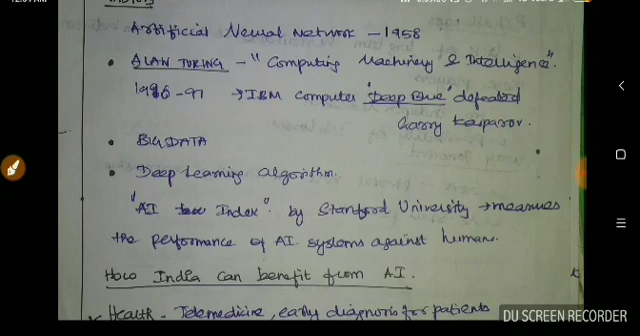 Artificial Neural Network - 1958
• ALAN TURING - "Computing Machinery & Intelligence".
1996-97 → IBM Computer "Deep Blue" defeated
Garry Kasparov.
• BIG DATA
• Deep Learning algorithm.
"AI Index" by Stanford University → measures
the performance of AI systems against human.
How India can benefit from A.I.
Health - Telemedicine, early diagnosis for patients
DU SCREEN RECORDER